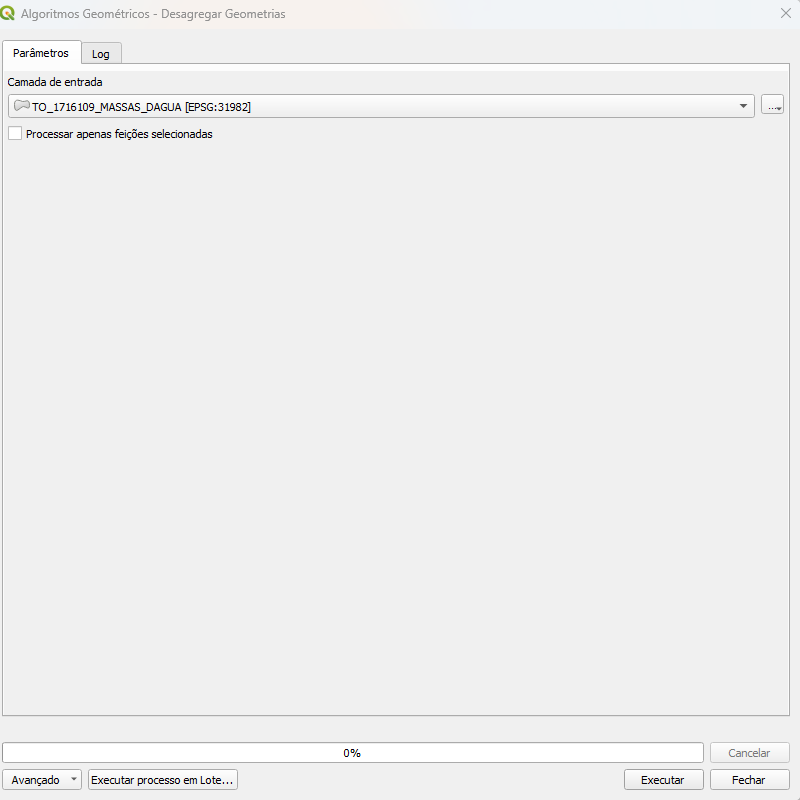 Algoritmos Geométricos - Desagregar Geometrias
Parâmetros
Log
Camada de entrada
TO_1716109_MASSAS_DAGUA [EPSG:31982]
...
Processar apenas feições selecionadas
0%
Cancelar
Avançado
Executar processo em Lote...
Executar
Fechar